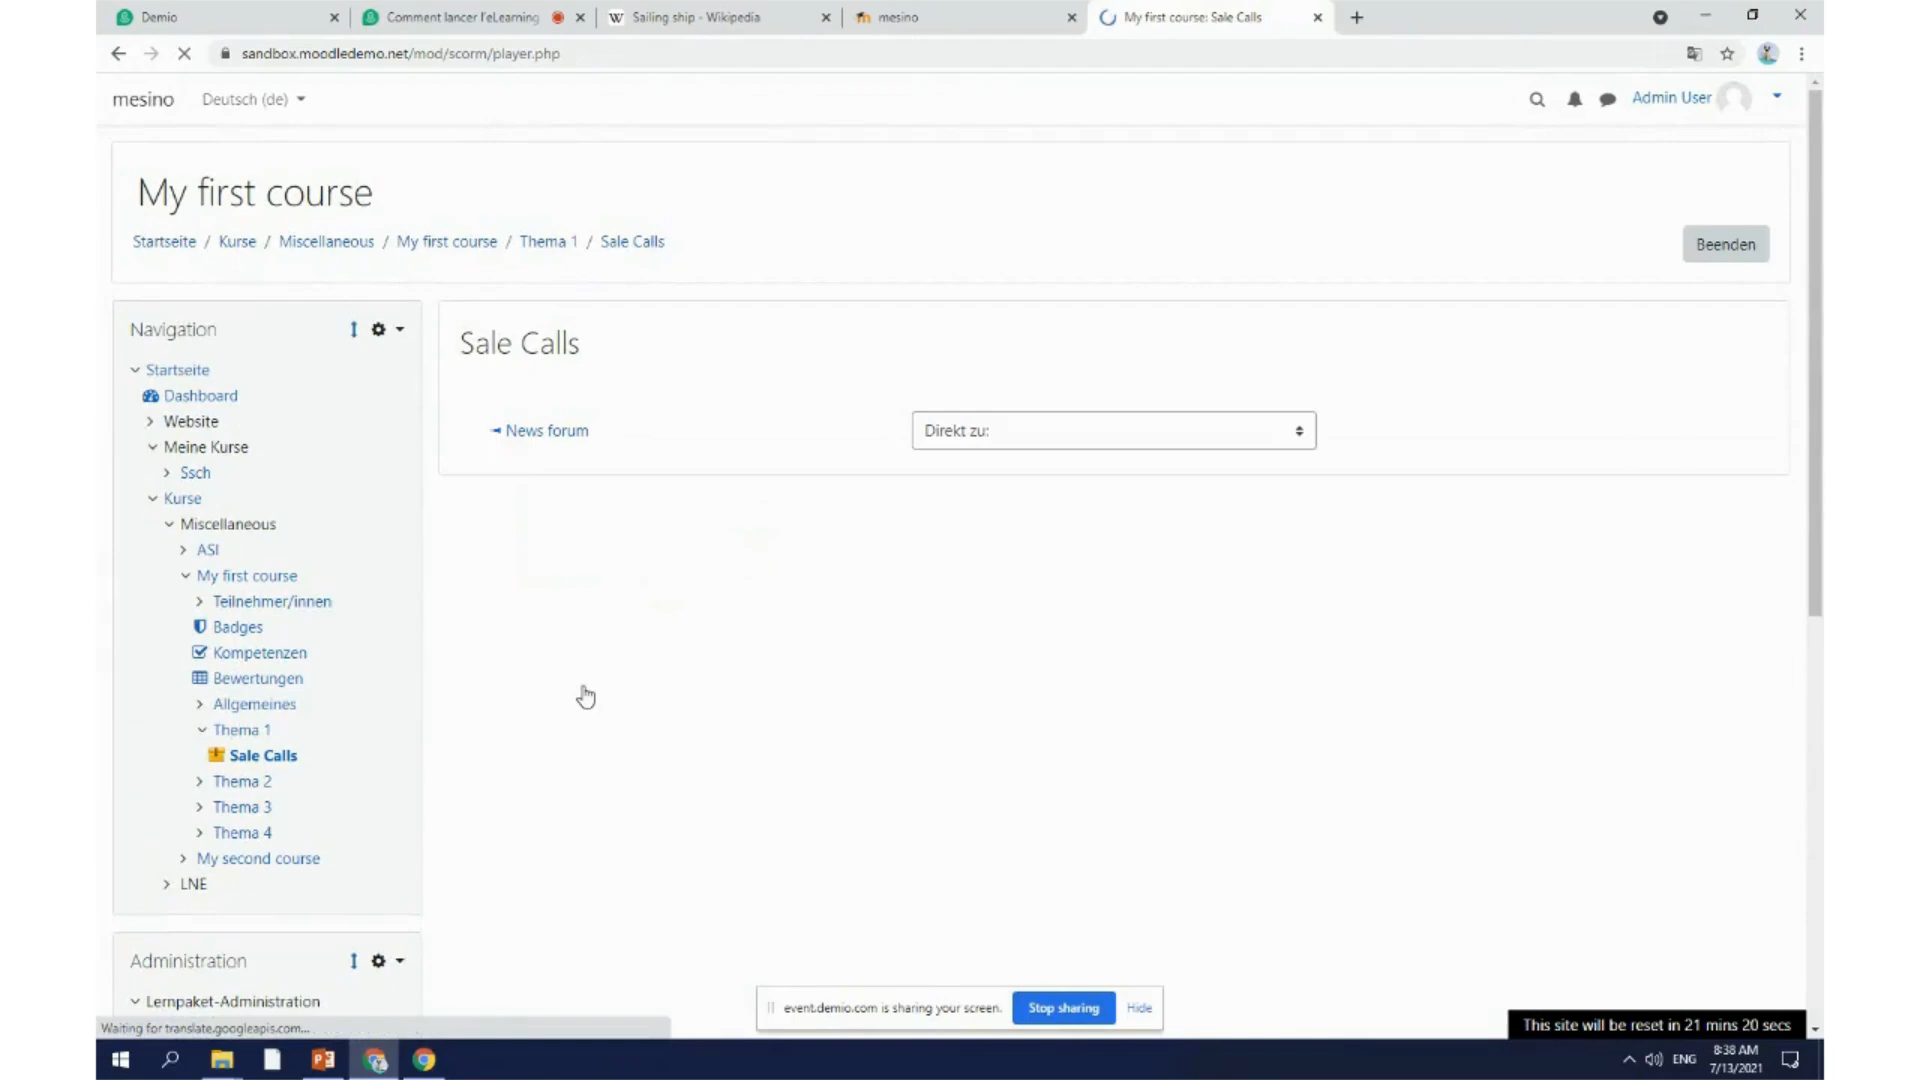 Demio
Comment lancer l'eLearning
Sailing ship - Wikipedia
mesino
My first course: Sale Calls
sandbox.moodledemo.net/mod/scorm/player.php
mesino
Deutsch (de)
Admin User
My first course
Startseite / Kurse / Miscellaneous / My first course / Thema 1 / Sale Calls
Beenden
Navigation
Startseite
Dashboard
Website
Meine Kurse
Ssch
Kurse
Miscellaneous
ASI
My first course
Teilnehmer/innen
Badges
Kompetenzen
Bewertungen
Allgemeines
Thema 1
Sale Calls
Thema 2
Thema 3
Thema 4
My second course
LNE
Sale Calls
◄ News forum
Direkt zu:
Administration
Lernpaket-Administration
Waiting for translate.googleapis.com...
event.demio.com is sharing your screen.
Stop sharing
Hide
This site will be reset in 21 mins 20 secs
ENG
8:38 AM
7/13/2021